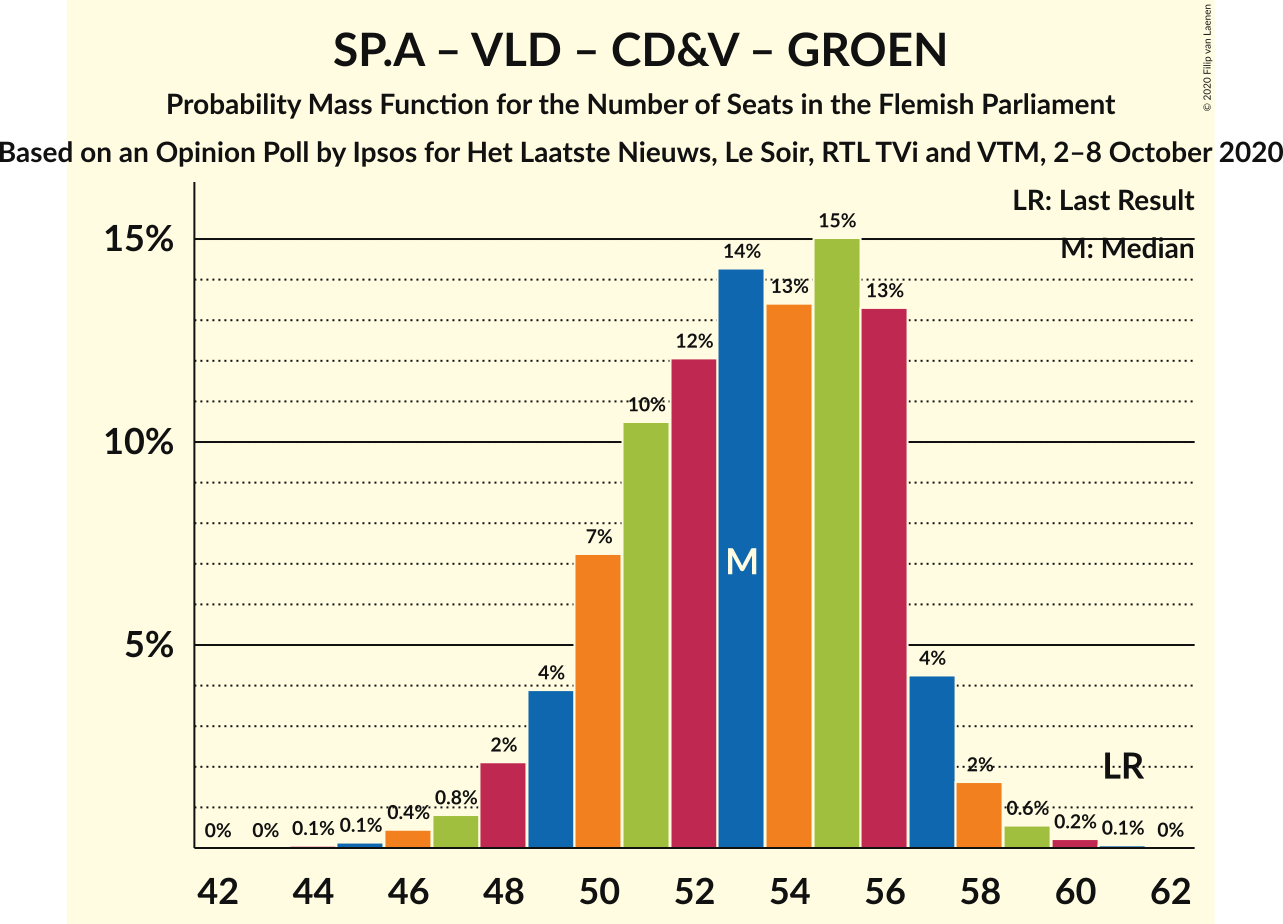 SP.A – VLD – CD&V – GROEN
Probability Mass Function for the Number of Seats in the Flemish Parliament
Based on an Opinion Poll by Ipsos for Het Laatste Nieuws, Le Soir, RTL TVi and VTM, 2–8 October 2020
© 2020 Filip van Laenen
LR: Last Result
M: Median
15%
10%
5%
0%
0%
0.1%
0.1%
0.4%
0.8%
2%
4%
7%
10%
12%
14%
13%
15%
13%
4%
2%
0.6%
0.2%
0.1%
0%
M
LR
42 44 46 48 50 52 54 56 58 60 62